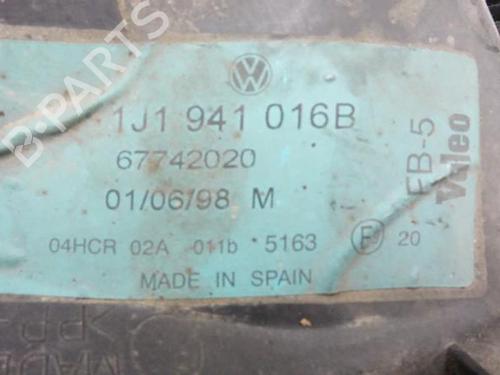 1J1 941 016B
67742020
01/06/98 M
04HCR 02A 011b 5163
20
MADE IN SPAIN
FB-5
Valeo
B-PARTS